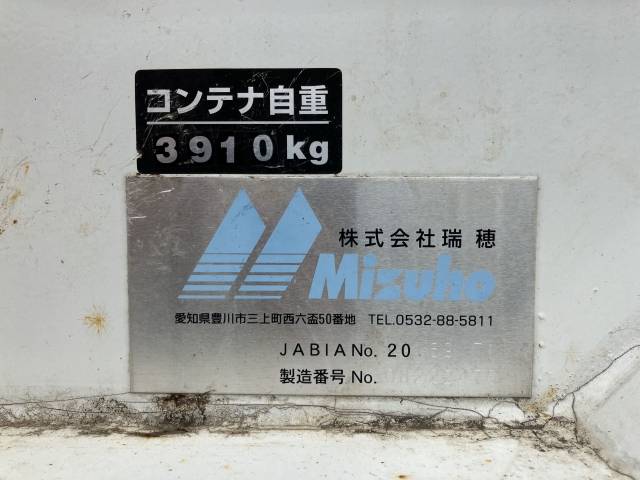 コンテナ自重
3910kg
株式会社瑞穂
Mizuho
愛知県豊川市三上町西六盃50番地 TEL.0532-88-5811
JABIA No. 20
製造番号 No.